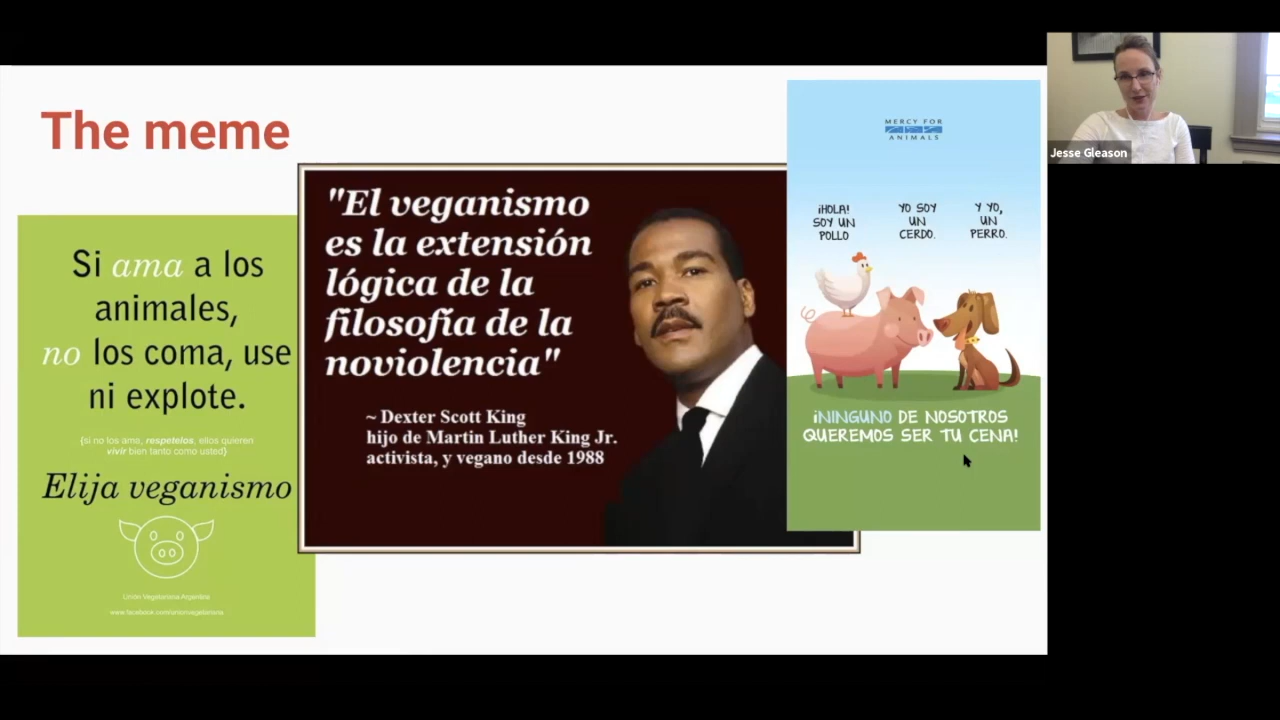 The meme
Si ama a los
animales,
no los coma, use
ni explote.
{si no los ama, respetelos, ellos quieren
vivir bien tanto como usted}
Elija veganismo
Unión Vegetariana Argentina
www.facebook.com/unionvegetariana
"El veganismo
es la extensión
lógica de la
filosofía de la
noviolencia"
~ Dexter Scott King
hijo de Martin Luther King Jr.
activista, y vegano desde 1988
MERCY FOR
ANIMALS
¡HOLA!
SOY UN
POLLO
YO SOY
UN
CERDO.
Y YO,
UN
PERRO.
¡NINGUNO DE NOSOTROS
QUEREMOS SER TU CENA!
Jesse Gleason